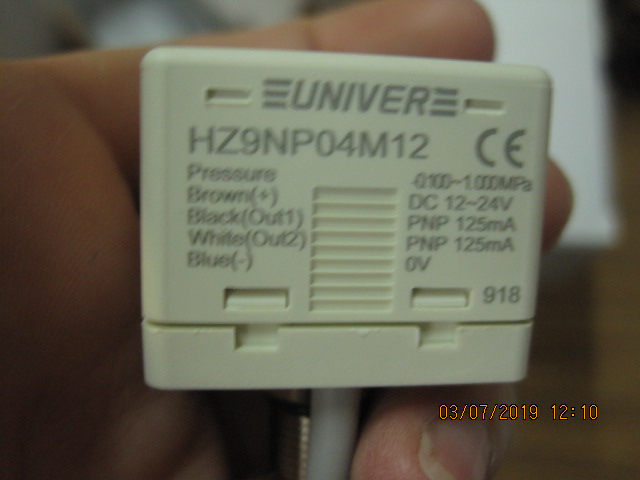 UNIVER
HZ9NP04M12
CE
Pressure -0.100~1.000MPa
Brown(+) DC 12~24V
Black(Out1) PNP 125mA
White(Out2) PNP 125mA
Blue(-) 0V
918
03/07/2019 12:10